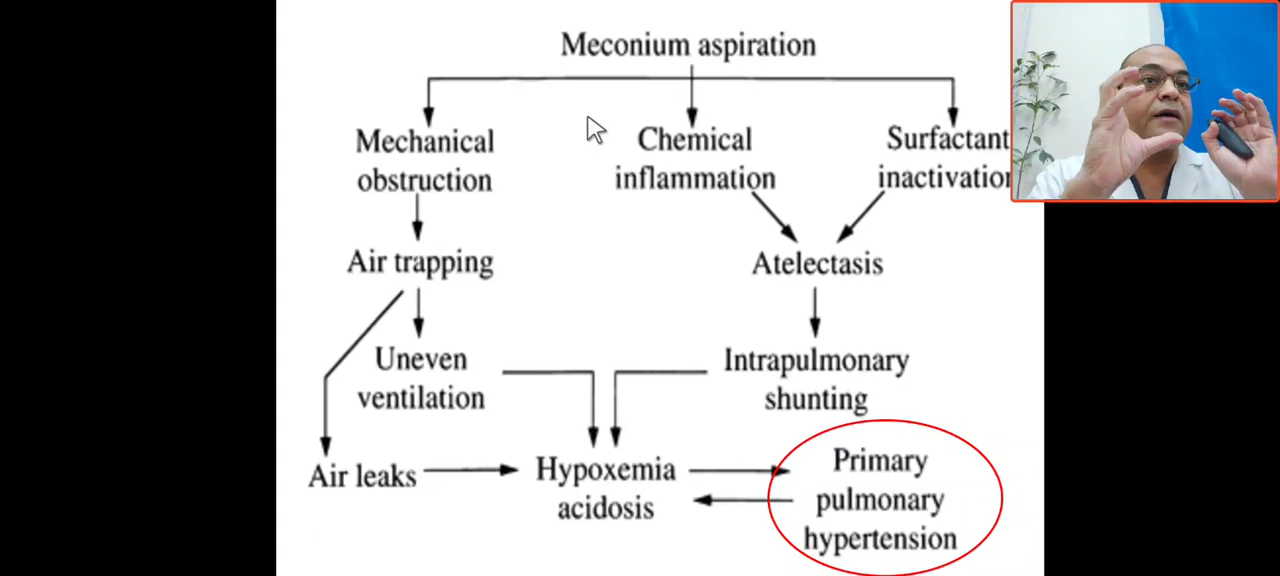 Meconium aspiration
Mechanical
obstruction
Chemical
inflammation
Surfactant
inactivatio
Air trapping
Atelectasis
Uneven
ventilation
Intrapulmonary
shunting
Air leaks
Hypoxemia
acidosis
Primary
pulmonary
hypertension